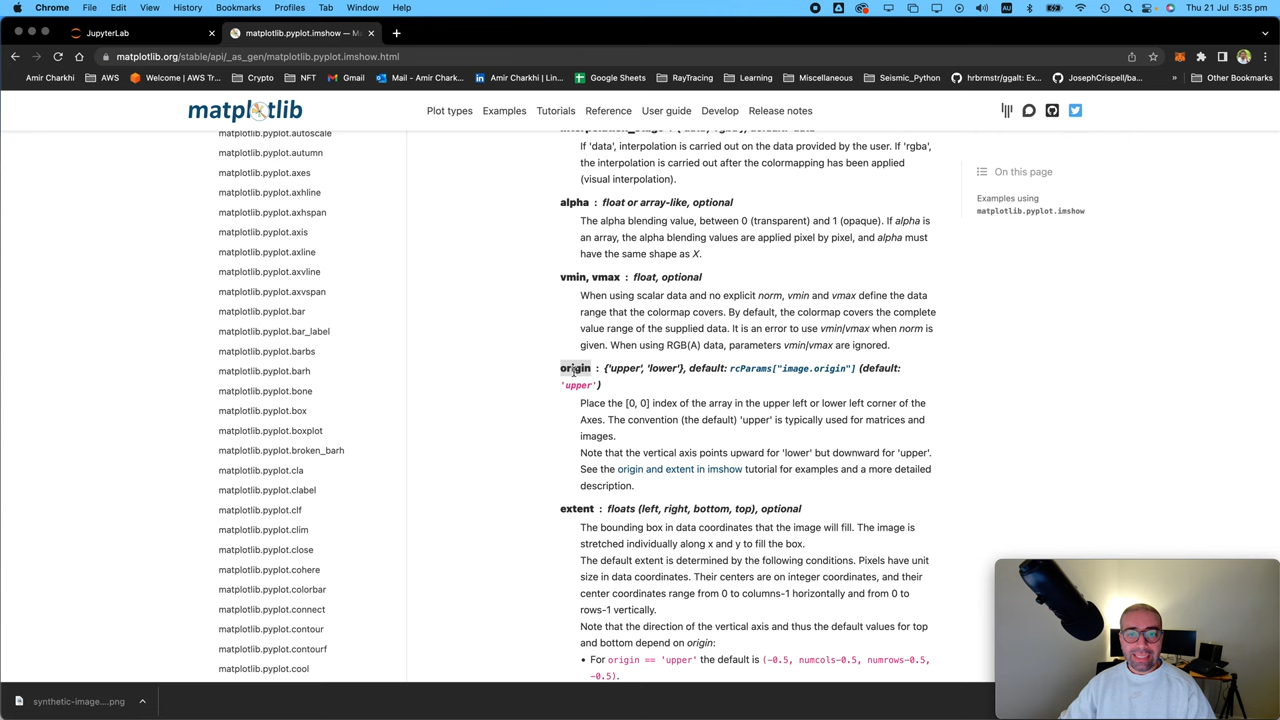 Chrome File Edit View History Bookmarks Profiles Tab Window Help AU Thu 21 Jul 5:35 pm
JupyterLab matplotlib.pyplot.imshow — Ma
matplotlib.org/stable/api/_as_gen/matplotlib.pyplot.imshow.html
Amir Charkhi AWS Welcome | AWS Tr... Crypto NFT Gmail Mail - Amir Charkhi... Amir Charkhi | Lin... Google Sheets RayTracing Learning Miscellaneous Seismic_Python hrbrmstr/ggalt: Ex... JosephCrispell/ba... » Other Bookmarks
matplotlib Plot types Examples Tutorials Reference User guide Develop Release notes
matplotlib.pyplot.autoscale
matplotlib.pyplot.autumn
matplotlib.pyplot.axes
matplotlib.pyplot.axhline
matplotlib.pyplot.axhspan
matplotlib.pyplot.axis
matplotlib.pyplot.axline
matplotlib.pyplot.axvline
matplotlib.pyplot.axvspan
matplotlib.pyplot.bar
matplotlib.pyplot.bar_label
matplotlib.pyplot.barbs
matplotlib.pyplot.barh
matplotlib.pyplot.bone
matplotlib.pyplot.box
matplotlib.pyplot.boxplot
matplotlib.pyplot.broken_barh
matplotlib.pyplot.cla
matplotlib.pyplot.clabel
matplotlib.pyplot.clf
matplotlib.pyplot.clim
matplotlib.pyplot.close
matplotlib.pyplot.cohere
matplotlib.pyplot.colorbar
matplotlib.pyplot.connect
matplotlib.pyplot.contour
matplotlib.pyplot.contourf
matplotlib.pyplot.cool
If 'data', interpolation is carried out on the data provided by the user. If 'rgba',
the interpolation is carried out after the colormapping has been applied
(visual interpolation).
alpha : float or array-like, optional
The alpha blending value, between 0 (transparent) and 1 (opaque). If alpha is
an array, the alpha blending values are applied pixel by pixel, and alpha must
have the same shape as X.
vmin, vmax : float, optional
When using scalar data and no explicit norm, vmin and vmax define the data
range that the colormap covers. By default, the colormap covers the complete
value range of the supplied data. It is an error to use vmin/vmax when norm is
given. When using RGB(A) data, parameters vmin/vmax are ignored.
origin : {'upper', 'lower'}, default: rcParams["image.origin"] (default:
'upper')
Place the [0, 0] index of the array in the upper left or lower left corner of the
Axes. The convention (the default) 'upper' is typically used for matrices and
images.
Note that the vertical axis points upward for 'lower' but downward for 'upper'.
See the origin and extent in imshow tutorial for examples and a more detailed
description.
extent : floats (left, right, bottom, top), optional
The bounding box in data coordinates that the image will fill. The image is
stretched individually along x and y to fill the box.
The default extent is determined by the following conditions. Pixels have unit
size in data coordinates. Their centers are on integer coordinates, and their
center coordinates range from 0 to columns-1 horizontally and from 0 to
rows-1 vertically.
Note that the direction of the vertical axis and thus the default values for top
and bottom depend on origin:
• For origin == 'upper' the default is (-0.5, numcols-0.5, numrows-0.5,
-0.5).
On this page
Examples using
matplotlib.pyplot.imshow
synthetic-image....png